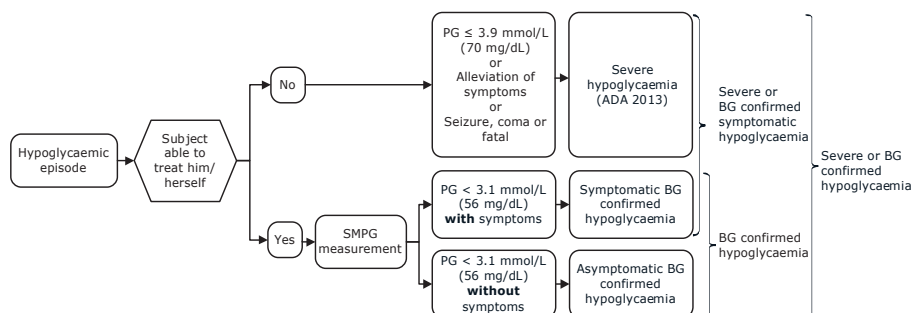 Hypoglycaemic
episode
Subject
able to
treat him/
herself
No
PG ≤ 3.9 mmol/L
(70 mg/dL)
or
Alleviation of
symptoms
or
Seizure, coma or
fatal
Severe
hypoglycaemia
(ADA 2013)
Yes
SMPG
measurement
PG < 3.1 mmol/L
(56 mg/dL)
with symptoms
Symptomatic BG
confirmed
hypoglycaemia
PG < 3.1 mmol/L
(56 mg/dL)
without
symptoms
Asymptomatic BG
confirmed
hypoglycaemia
Severe or
BG confirmed
symptomatic
hypoglycaemia
BG confirmed
hypoglycaemia
Severe or BG
confirmed
hypoglycaemia